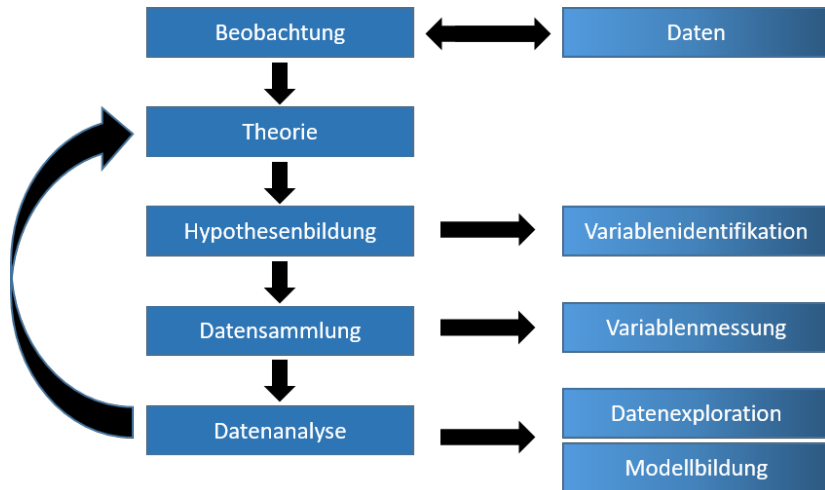 Beobachtung
Daten
Theorie
Hypothesenbildung
Variablenidentifikation
Datensammlung
Variablenmessung
Datenanalyse
Datenexploration
Modellbildung